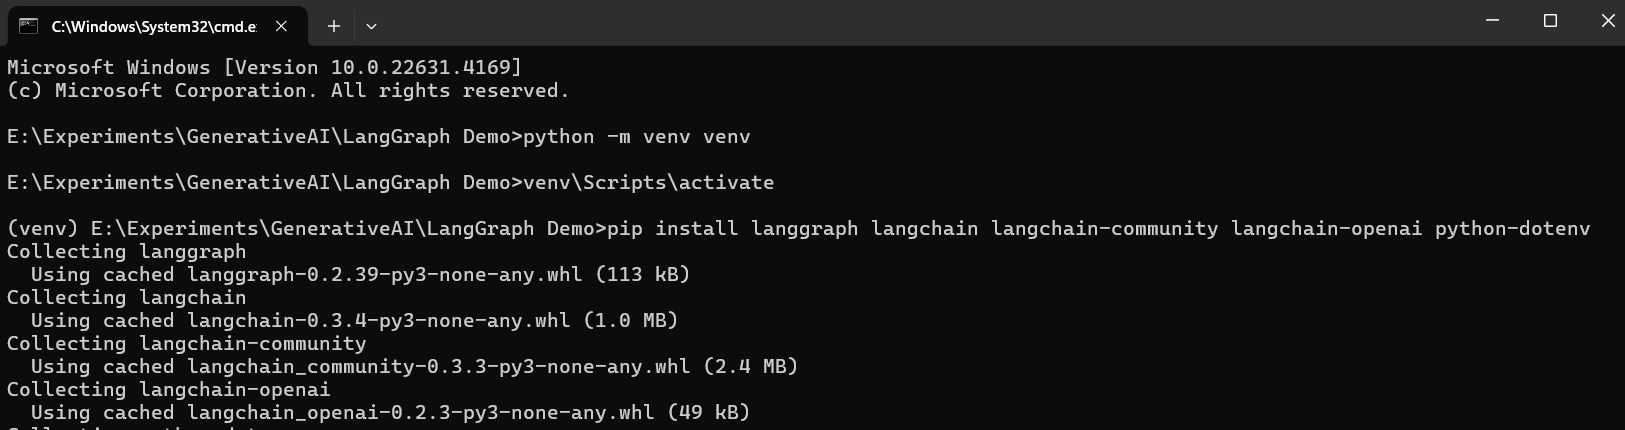 C:\Windows\System32\cmd.e
Microsoft Windows [Version 10.0.22631.4169]
(c) Microsoft Corporation. All rights reserved.
E:\Experiments\GenerativeAI\LangGraph Demo>python -m venv venv
E:\Experiments\GenerativeAI\LangGraph Demo>venv\Scripts\activate
(venv) E:\Experiments\GenerativeAI\LangGraph Demo>pip install langgraph langchain langchain-community langchain-openai python-dotenv
Collecting langgraph
  Using cached langgraph-0.2.39-py3-none-any.whl (113 kB)
Collecting langchain
  Using cached langchain-0.3.4-py3-none-any.whl (1.0 MB)
Collecting langchain-community
  Using cached langchain_community-0.3.3-py3-none-any.whl (2.4 MB)
Collecting langchain-openai
  Using cached langchain_openai-0.2.3-py3-none-any.whl (49 kB)